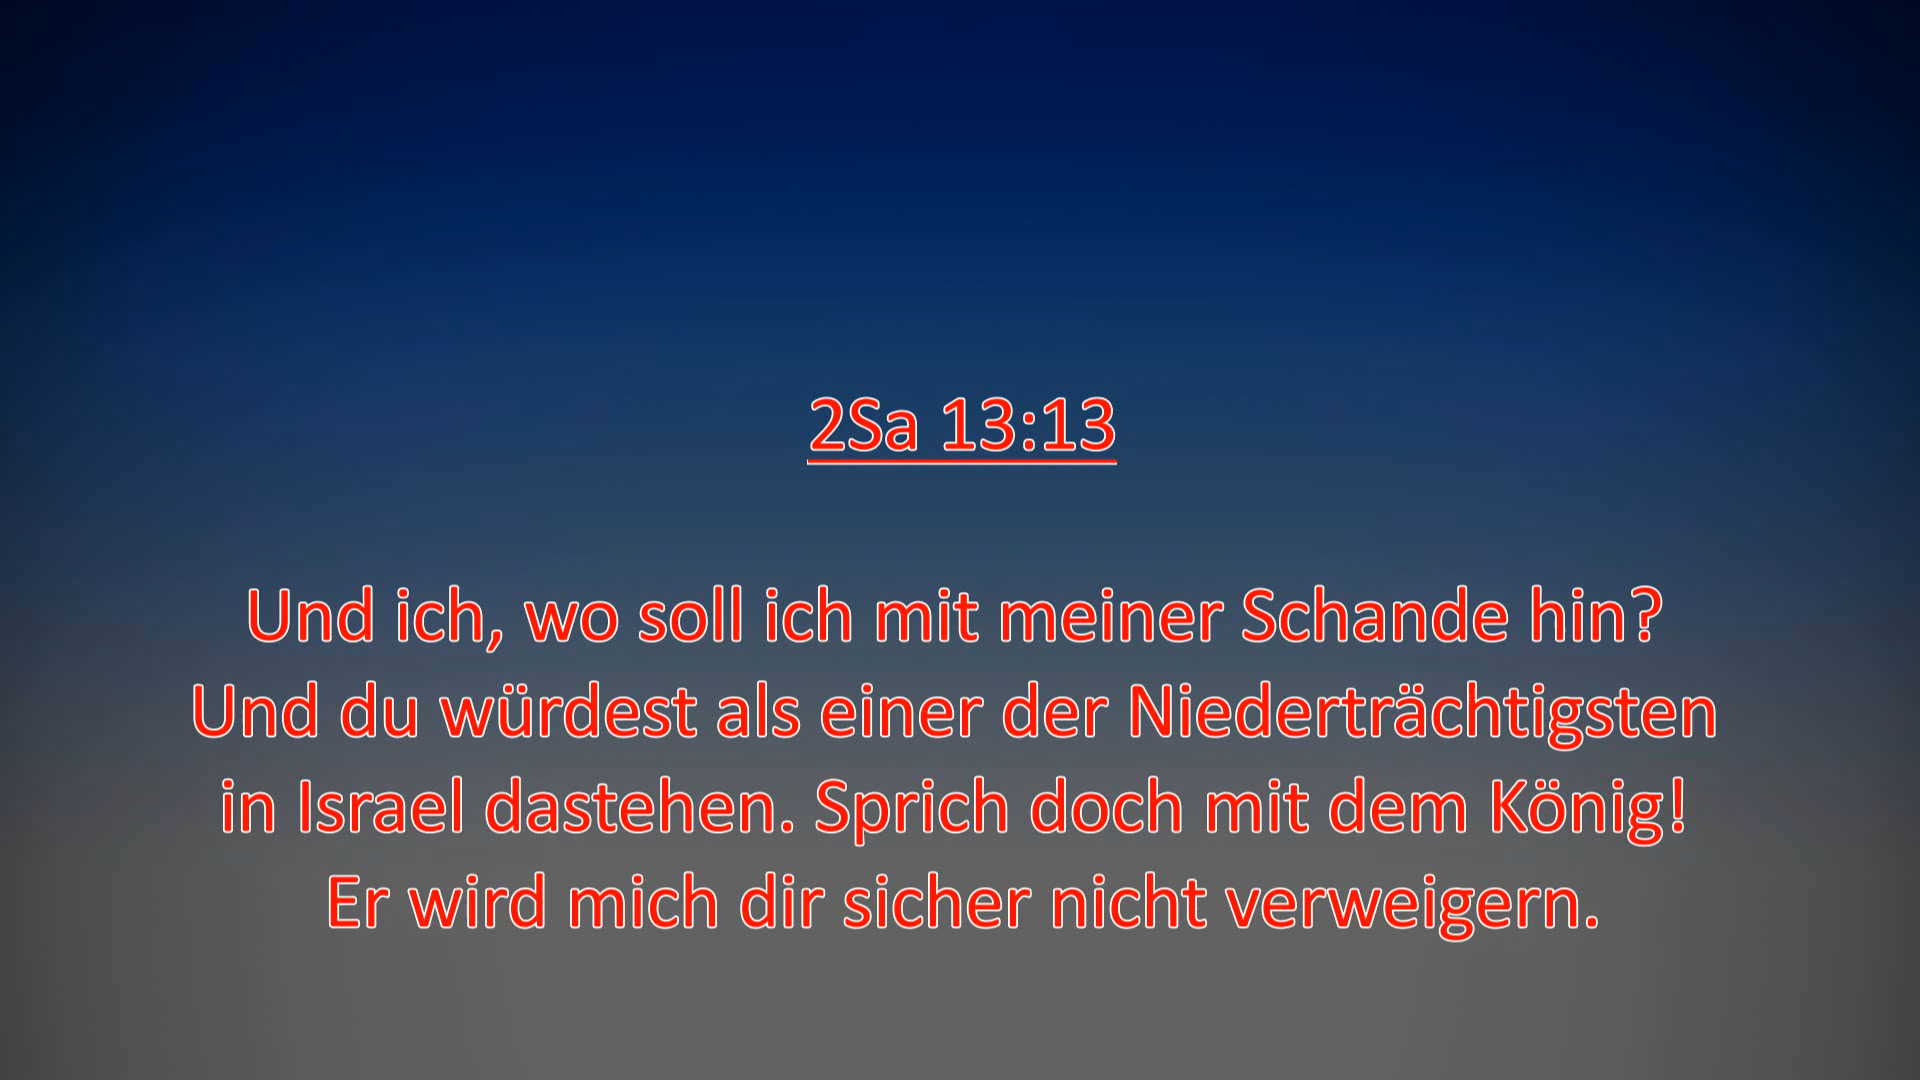 2Sa 13:13
Und ich, wo soll ich mit meiner Schande hin?
Und du würdest als einer der Niederträchtigsten
in Israel dastehen. Sprich doch mit dem König!
Er wird mich dir sicher nicht verweigern.